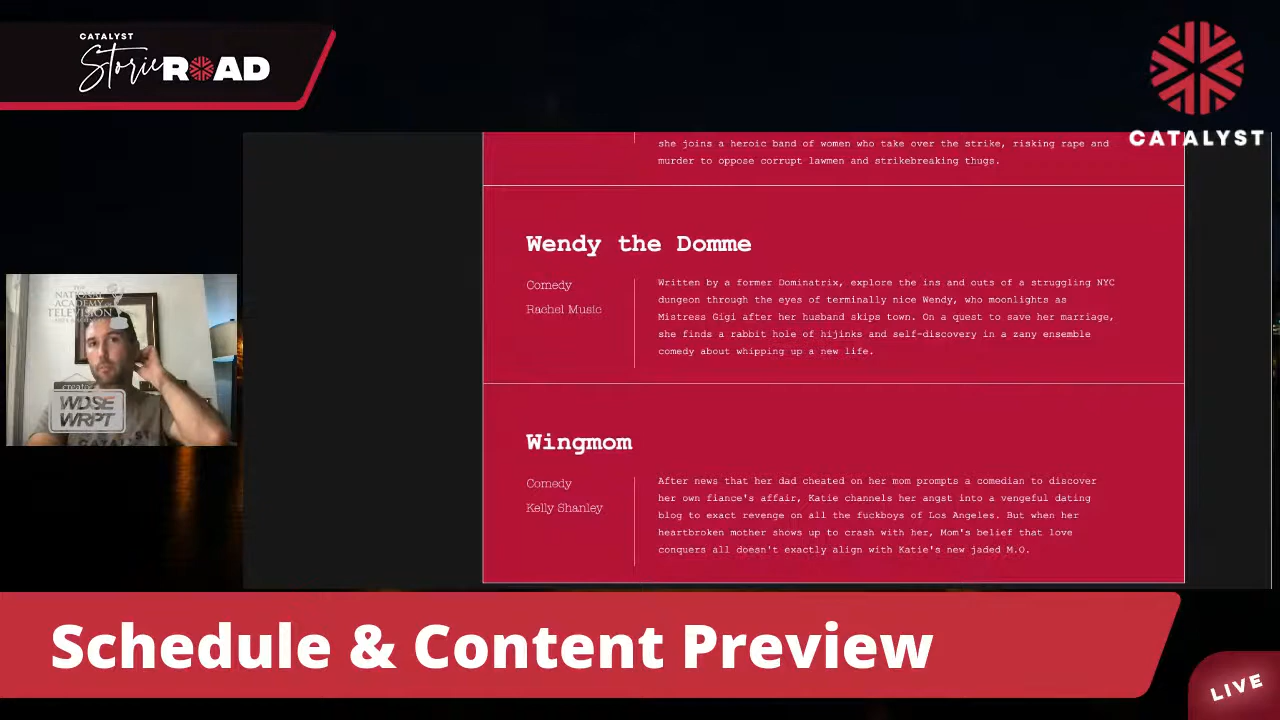 CATALYST
Storie ROAD
CATALYST
she joins a heroic band of women who take over the strike, risking rape and
murder to oppose corrupt lawmen and strikebreaking thugs.
Wendy the Domme
Comedy
Rachel Music
Written by a former Dominatrix, explore the ins and outs of a struggling NYC
dungeon through the eyes of terminally nice Wendy, who moonlights as
Mistress Gigi after her husband skips town. On a quest to save her marriage,
she finds a rabbit hole of hijinks and self-discovery in a zany ensemble
comedy about whipping up a new life.
Wingmom
Comedy
Kelly Shanley
After news that her dad cheated on her mom prompts a comedian to discover
her own fiance's affair, Katie channels her angst into a vengeful dating
blog to exact revenge on all the fuckboys of Los Angeles. But when her
heartbroken mother shows up to crash with her, Mom's belief that love
conquers all doesn't exactly align with Katie's new jaded M.O.
NATIONAL
ACADEMY
TELEVISION
create
WDSE
WRPT
CATALYST
Schedule & Content Preview
LIVE